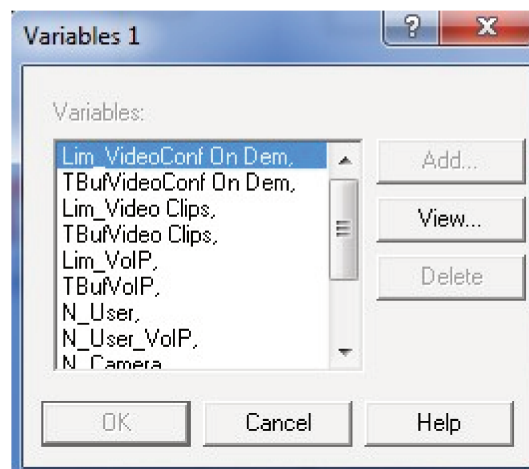 Variables 1
? X
Variables:
Lim_VideoConf On Dem,
TBufVideoConf On Dem,
Lim_Video Clips,
TBufVideo Clips,
Lim_VoIP,
TBufVoIP,
N_User,
N_User_VoIP,
N_Camera
Add...
View...
Delete
OK
Cancel
Help